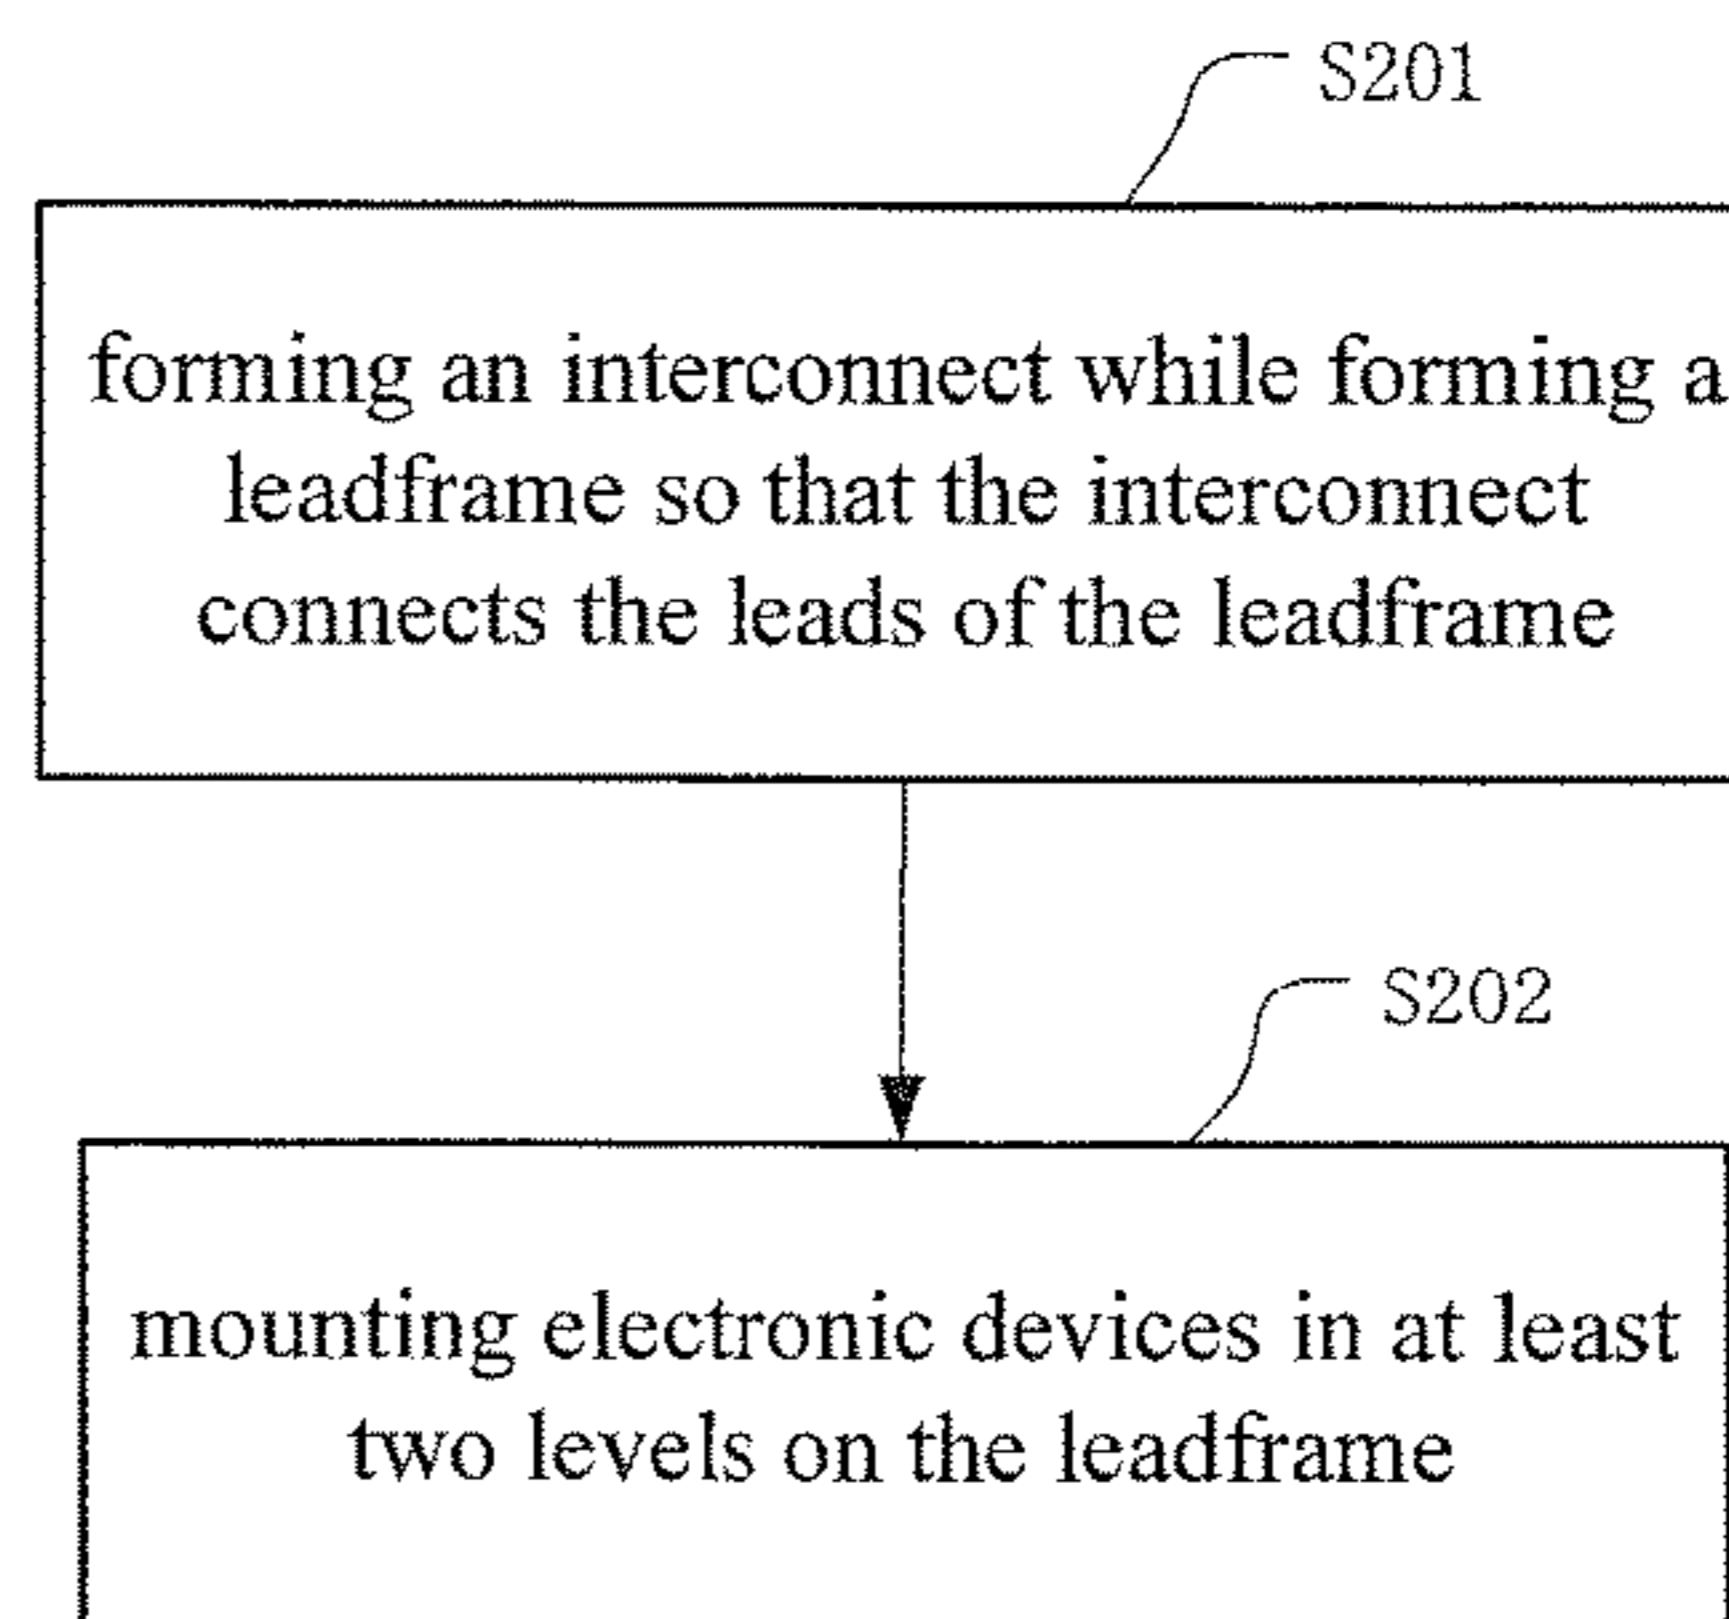 S201
forming an interconnect while forming a
leadframe so that the interconnect
connects the leads of the leadframe
S202
mounting electronic devices in at least
two levels on the leadframe